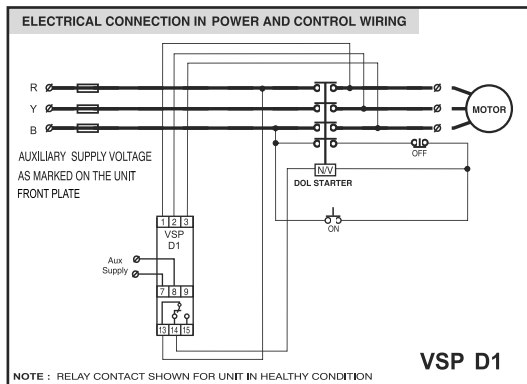 ELECTRICAL CONNECTION IN POWER AND CONTROL WIRING
R
Y
B
MOTOR
AUXILIARY SUPPLY VOLTAGE
AS MARKED ON THE UNIT
FRONT PLATE
OFF
N/V
DOL STARTER
ON
1 2 3
VSP
D1
Aux
Supply
7 8 9
13 14 15
VSP D1
NOTE : RELAY CONTACT SHOWN FOR UNIT IN HEALTHY CONDITION